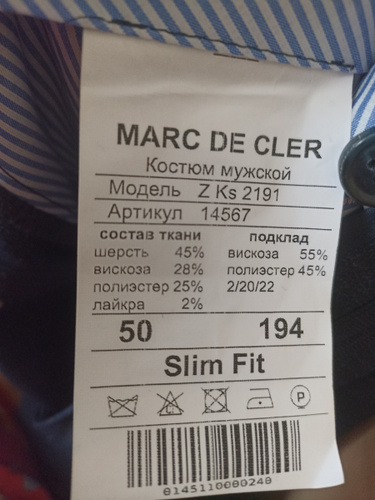 MARC DE CLER
Костюм мужской
Модель Z Ks 2191
Артикул 14567
состав ткани подклад
шерсть 45% вискоза 55%
вискоза 28% полиэстер 45%
полиэстер 25% 2/20/22
лайкра 2%
50 194
Slim Fit
P
8145110080248